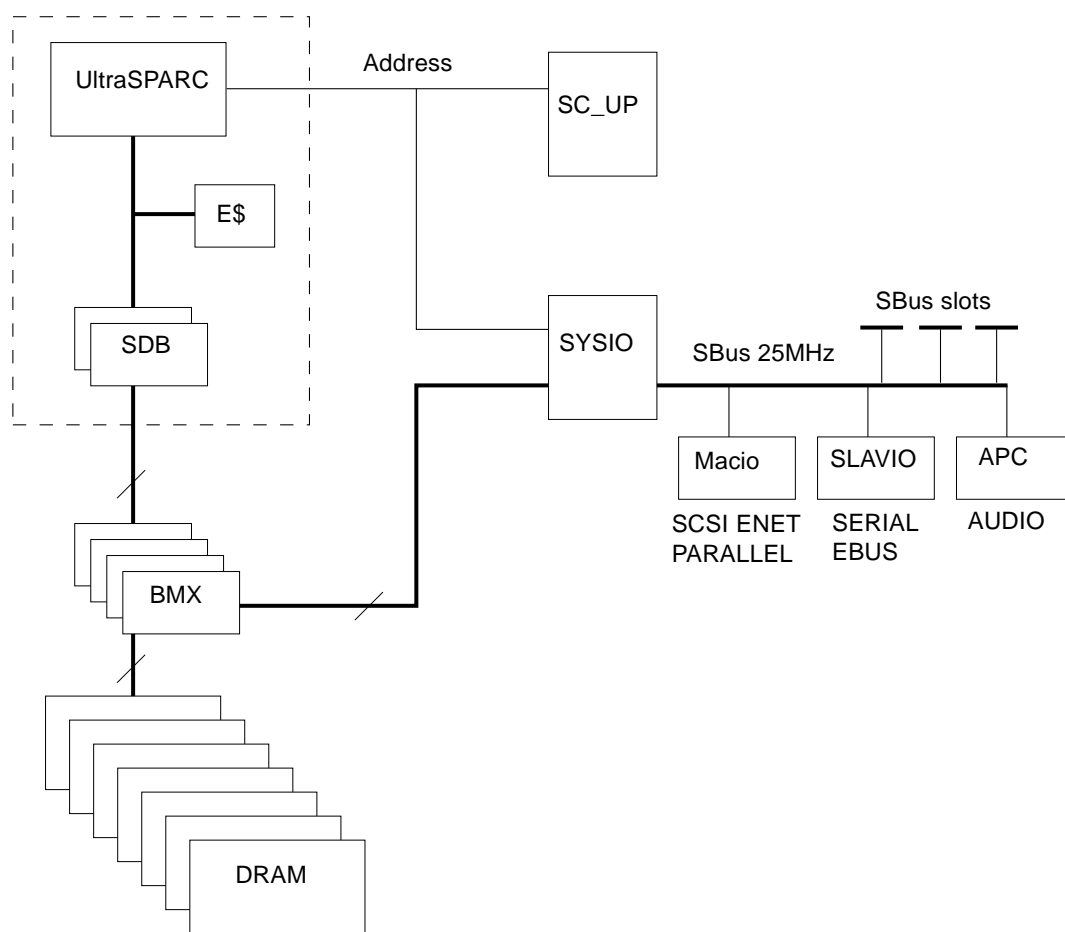 UltraSPARC
Address
SC_UP
E$
SBus slots
SDB
SYSIO
SBus 25MHz
Macio
SLAVIO
APC
SCSI ENET
PARALLEL
SERIAL
EBUS
AUDIO
BMX
DRAM